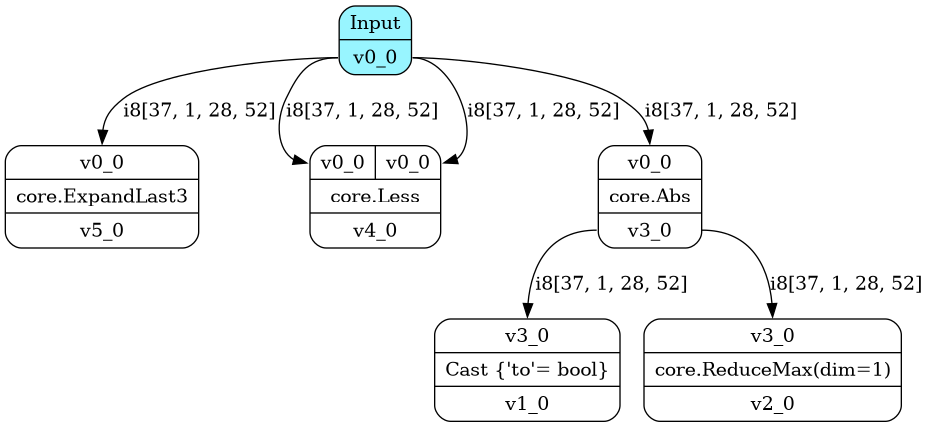 Input
v0_0
i8[37, 1, 28, 52] i8[37, 1, 28, 52] i8[37, 1, 28, 52] i8[37, 1, 28, 52]
v0_0 v0_0 v0_0 v0_0
core.ExpandLast3 core.Less core.Abs
v5_0 v4_0 v3_0
i8[37, 1, 28, 52] i8[37, 1, 28, 52]
v3_0 v3_0
Cast {'to'= bool} core.ReduceMax(dim=1)
v1_0 v2_0